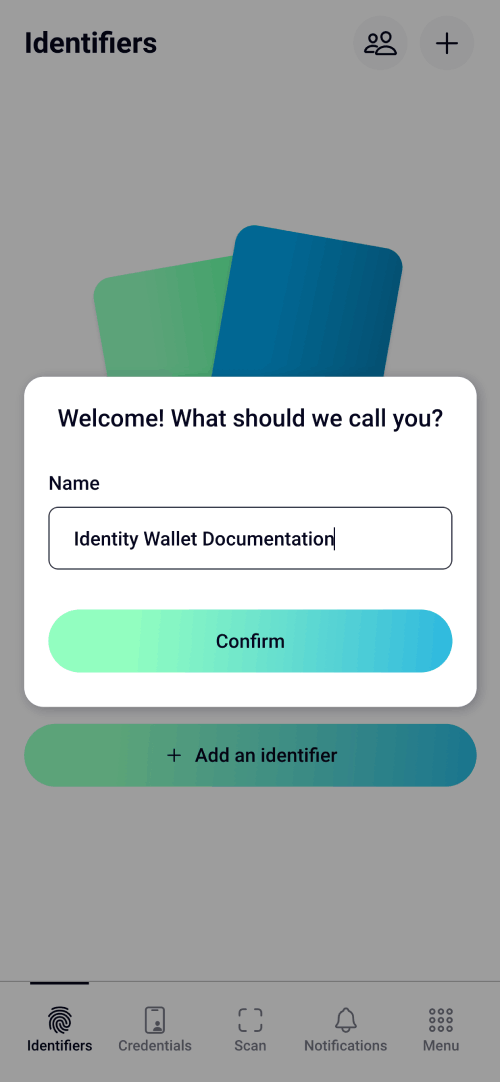 Identifiers
Welcome! What should we call you?
Name
Identity Wallet Documentation
Confirm
Add an identifier
Identifiers
Credentials
Scan
Notifications
Menu